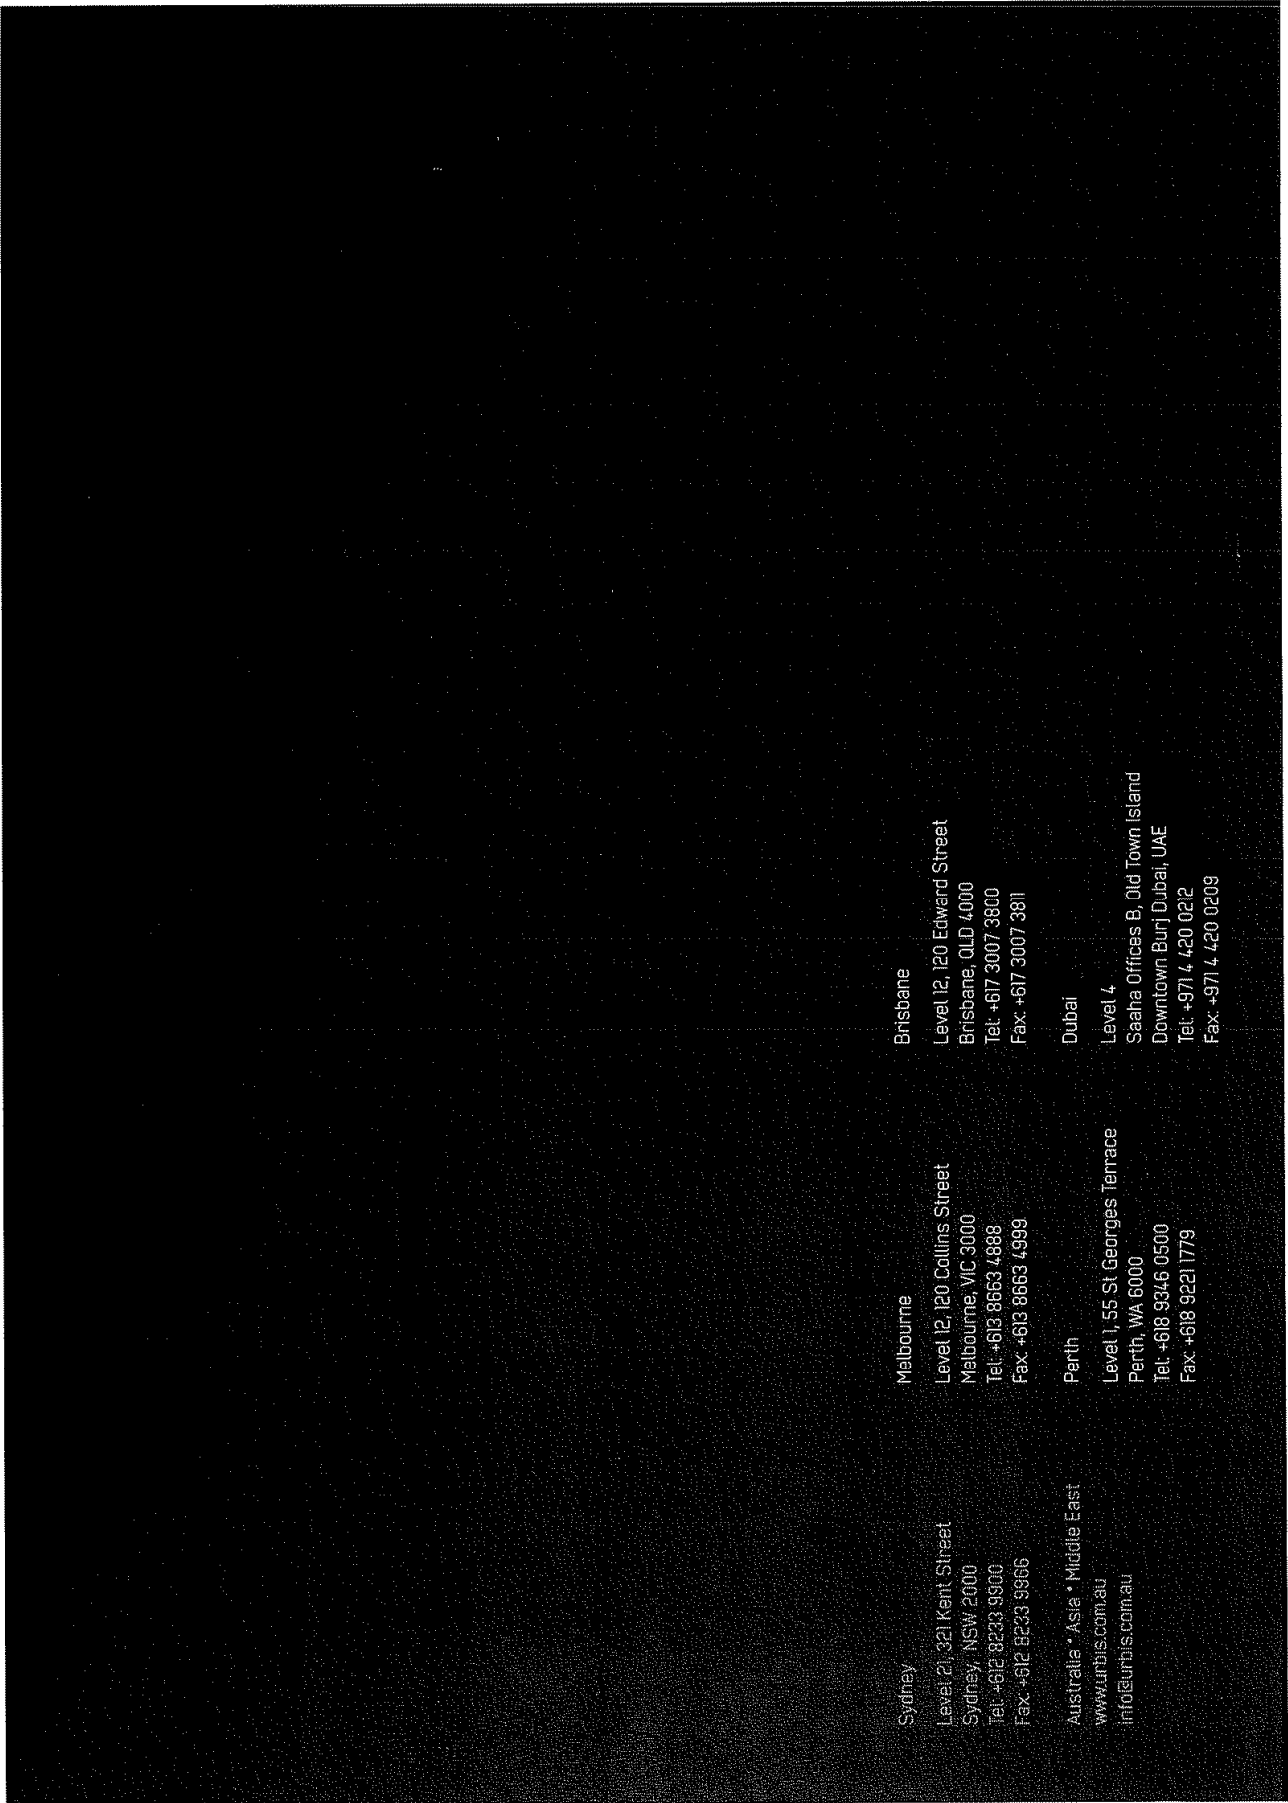 Sydney
Level 21, 321 Kent Street
Sydney, NSW 2000
Tel: +612 8233 9900
Fax: +612 8233 9966
Melbourne
Level 12, 120 Collins Street
Melbourne, VIC 3000
Tel: +613 8663 4888
Fax: +613 8663 4999
Brisbane
Level 12, 120 Edward Street
Brisbane, QLD 4000
Tel: +617 3007 3800
Fax: +617 3007 3811
Australia • Asia • Middle East
www.urbis.com.au
info@urbis.com.au
Perth
Level 1, 55 St Georges Terrace
Perth, WA 6000
Tel: +618 9346 0500
Fax: +618 9221 1779
Dubai
Level 4
Saaha Offices B, Old Town Island
Downtown Burj Dubai, UAE
Tel: +971 4 420 0212
Fax: +971 4 420 0209